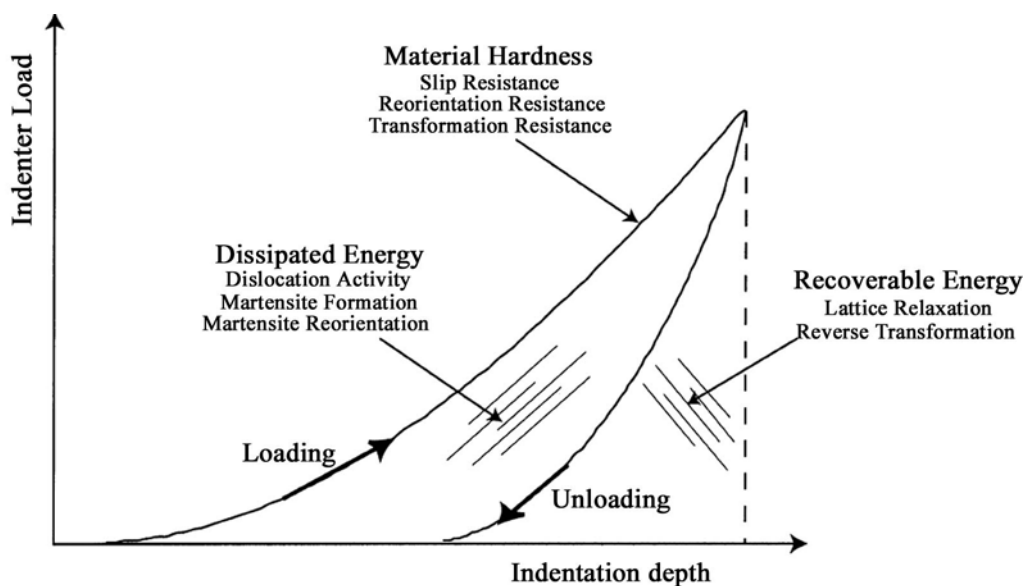 Indenter Load
Material Hardness
Slip Resistance
Reorientation Resistance
Transformation Resistance
Dissipated Energy
Dislocation Activity
Martensite Formation
Martensite Reorientation
Recoverable Energy
Lattice Relaxation
Reverse Transformation
Loading
Unloading
Indentation depth